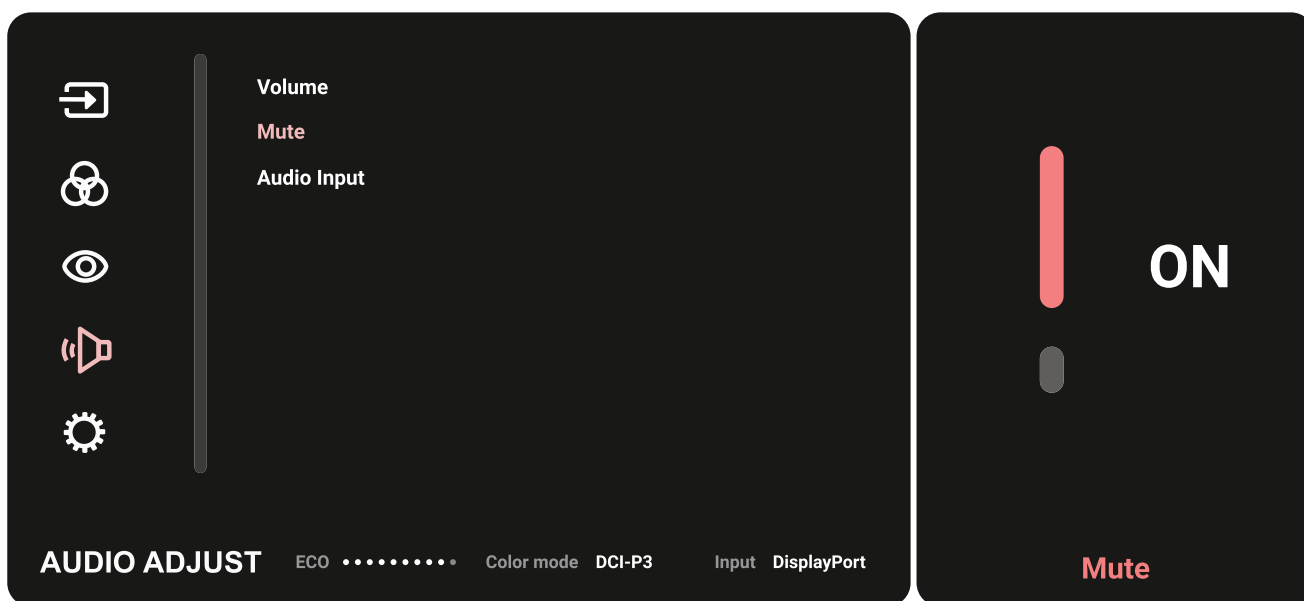 Volume
Mute
Audio Input
ON
AUDIO ADJUST ECO Color mode DCI-P3 Input DisplayPort
Mute